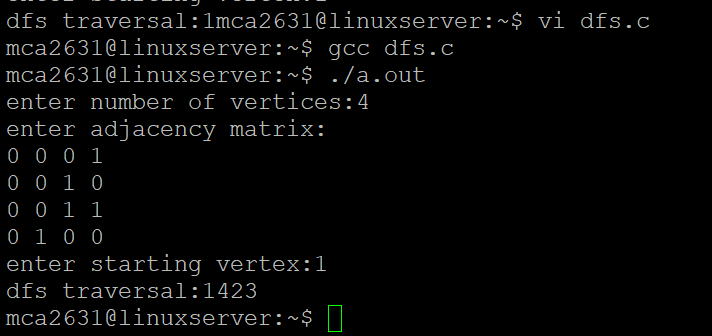 dfs traversal:1mca2631@linuxserver:~$ vi dfs.c
mca2631@linuxserver:~$ gcc dfs.c
mca2631@linuxserver:~$ ./a.out
enter number of vertices:4
enter adjacency matrix:
0 0 0 1
0 0 1 0
0 0 1 1
0 1 0 0
enter starting vertex:1
dfs traversal:1423
mca2631@linuxserver:~$